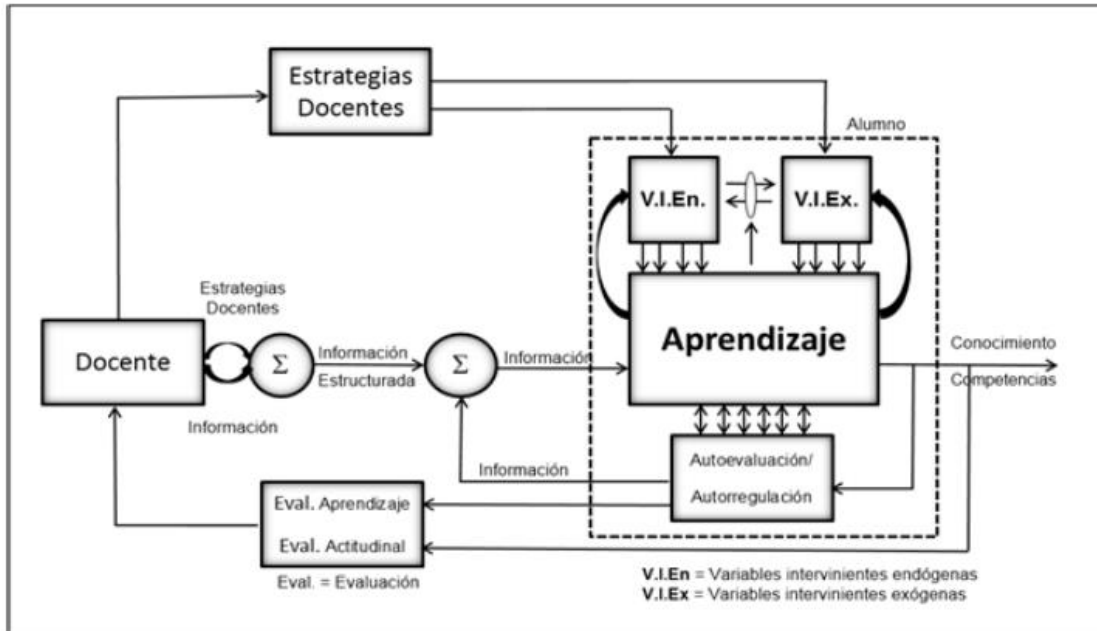 Estrategias
Docentes
Alumno
V.I.En.
V.I.Ex.
Estrategias
Docentes
Docente
Σ
Información
Estructurada
Σ
Información
Aprendizaje
Conocimiento
Competencias
Información
Información
Autoevaluación/
Autorregulación
Eval. Aprendizaje
Eval. Actitudinal
Eval. = Evaluación
V.I.En = Variables intervinientes endógenas
V.I.Ex = Variables intervinientes exógenas